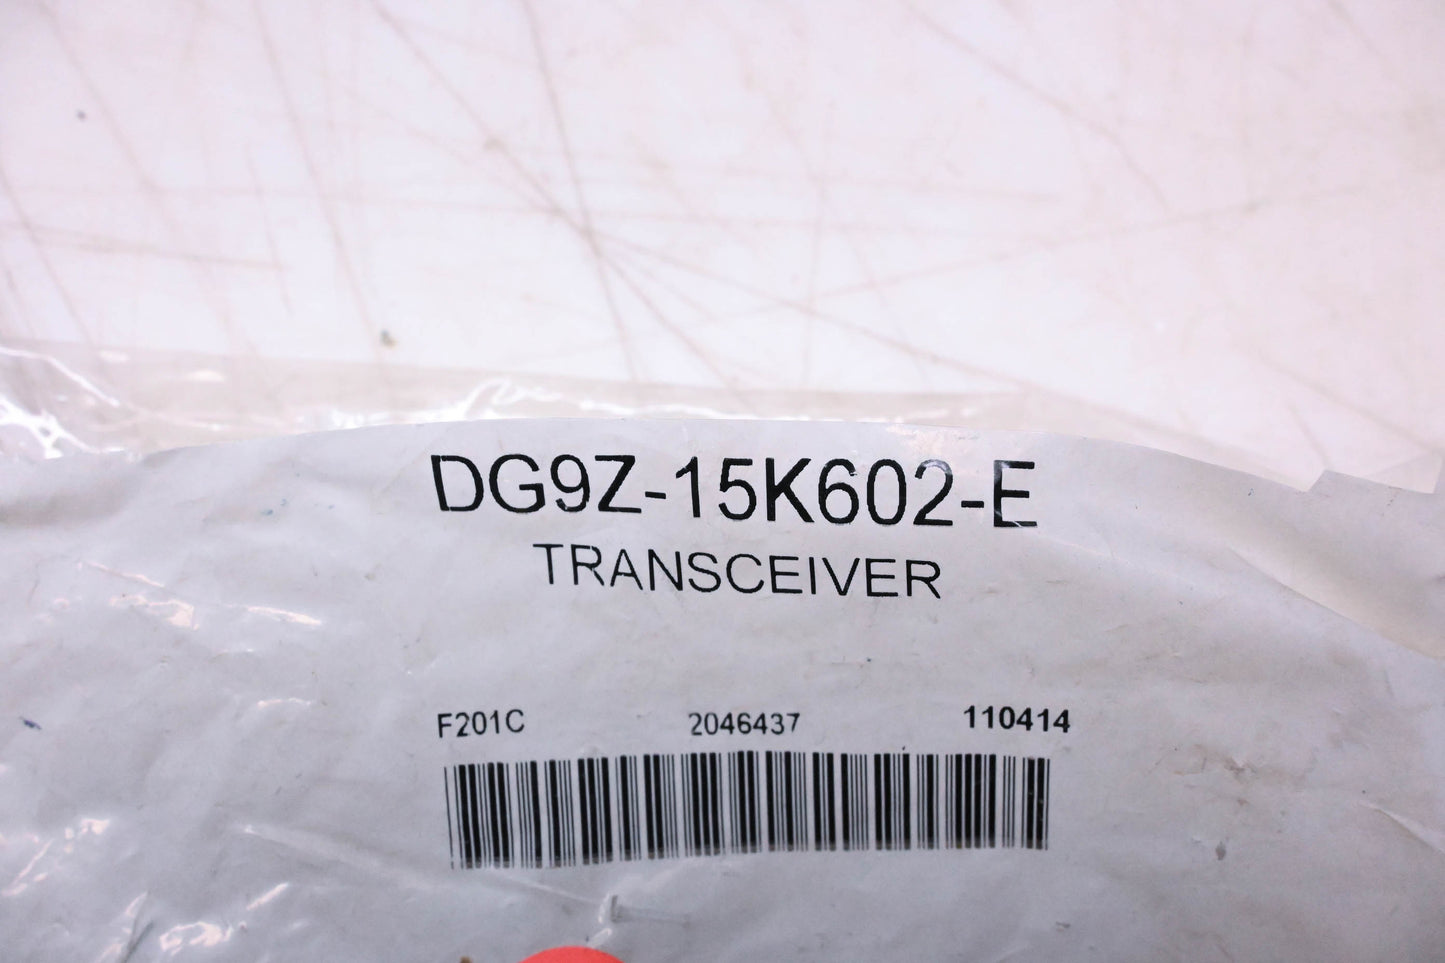 DG9Z-15K602-E
TRANSCEIVER
F201C 2046437 110414